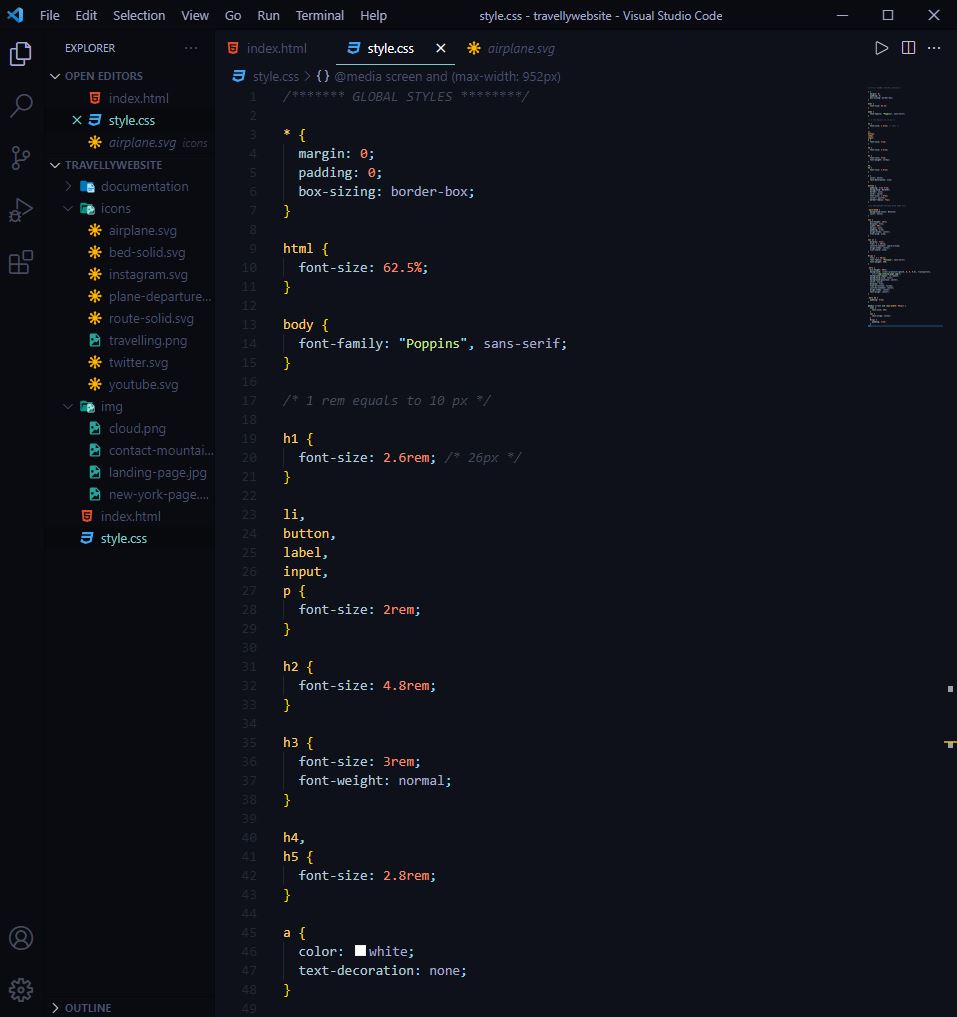 File Edit Selection View Go Run Terminal Help style.css - travellywebsite - Visual Studio Code
EXPLORER
index.html style.css airplane.svg
OPEN EDITORS
index.html
style.css
airplane.svg icons
TRAVELLYWEBSITE
documentation
icons
airplane.svg
bed-solid.svg
instagram.svg
plane-departure...
route-solid.svg
travelling.png
twitter.svg
youtube.svg
img
cloud.png
contact-mountai...
landing-page.jpg
new-york-page....
index.html
style.css
OUTLINE
style.css > {} @media screen and (max-width: 952px)
1 /******* GLOBAL STYLES ********/
2
3 * {
4 margin: 0;
5 padding: 0;
6 box-sizing: border-box;
7 }
8
9 html {
10 font-size: 62.5%;
11 }
12
13 body {
14 font-family: "Poppins", sans-serif;
15 }
16
17 /* 1 rem equals to 10 px */
18
19 h1 {
20 font-size: 2.6rem; /* 26px */
21 }
22
23 li,
24 button,
25 label,
26 input,
27 p {
28 font-size: 2rem;
29 }
30
31 h2 {
32 font-size: 4.8rem;
33 }
34
35 h3 {
36 font-size: 3rem;
37 font-weight: normal;
38 }
39
40 h4,
41 h5 {
42 font-size: 2.8rem;
43 }
44
45 a {
46 color: white;
47 text-decoration: none;
48 }
49